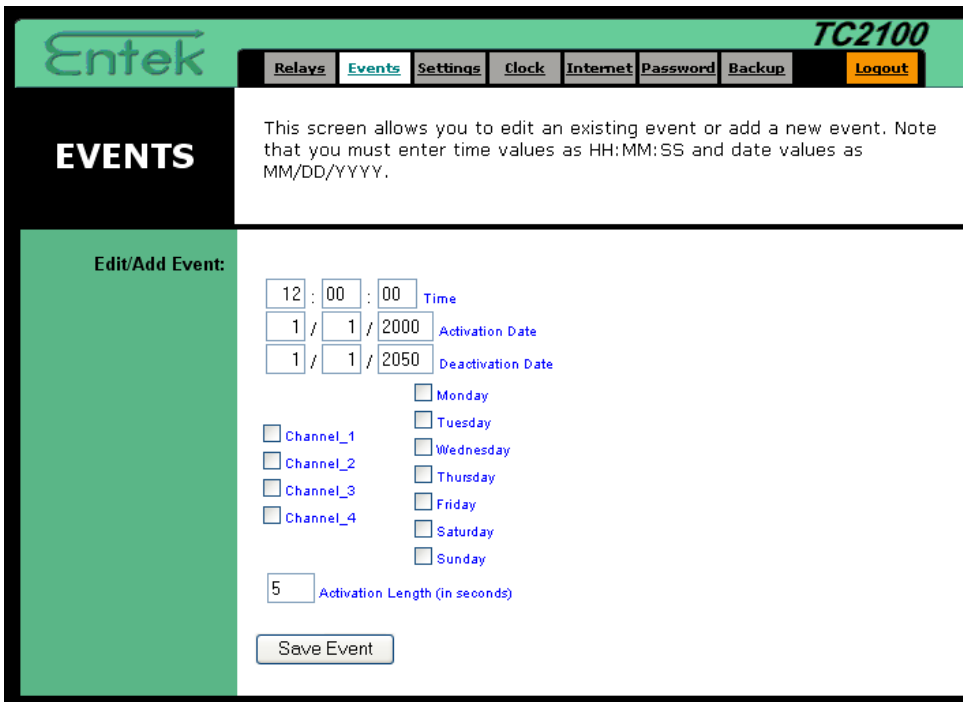 Entek
TC2100
Relays Events Settings Clock Internet Password Backup Logout
EVENTS
This screen allows you to edit an existing event or add a new event. Note
that you must enter time values as HH:MM:SS and date values as
MM/DD/YYYY.
Edit/Add Event:
12 : 00 : 00 Time
1 / 1 / 2000 Activation Date
1 / 1 / 2050 Deactivation Date
Channel_1
Channel_2
Channel_3
Channel_4
Monday
Tuesday
Wednesday
Thursday
Friday
Saturday
Sunday
5 Activation Length (in seconds)
Save Event